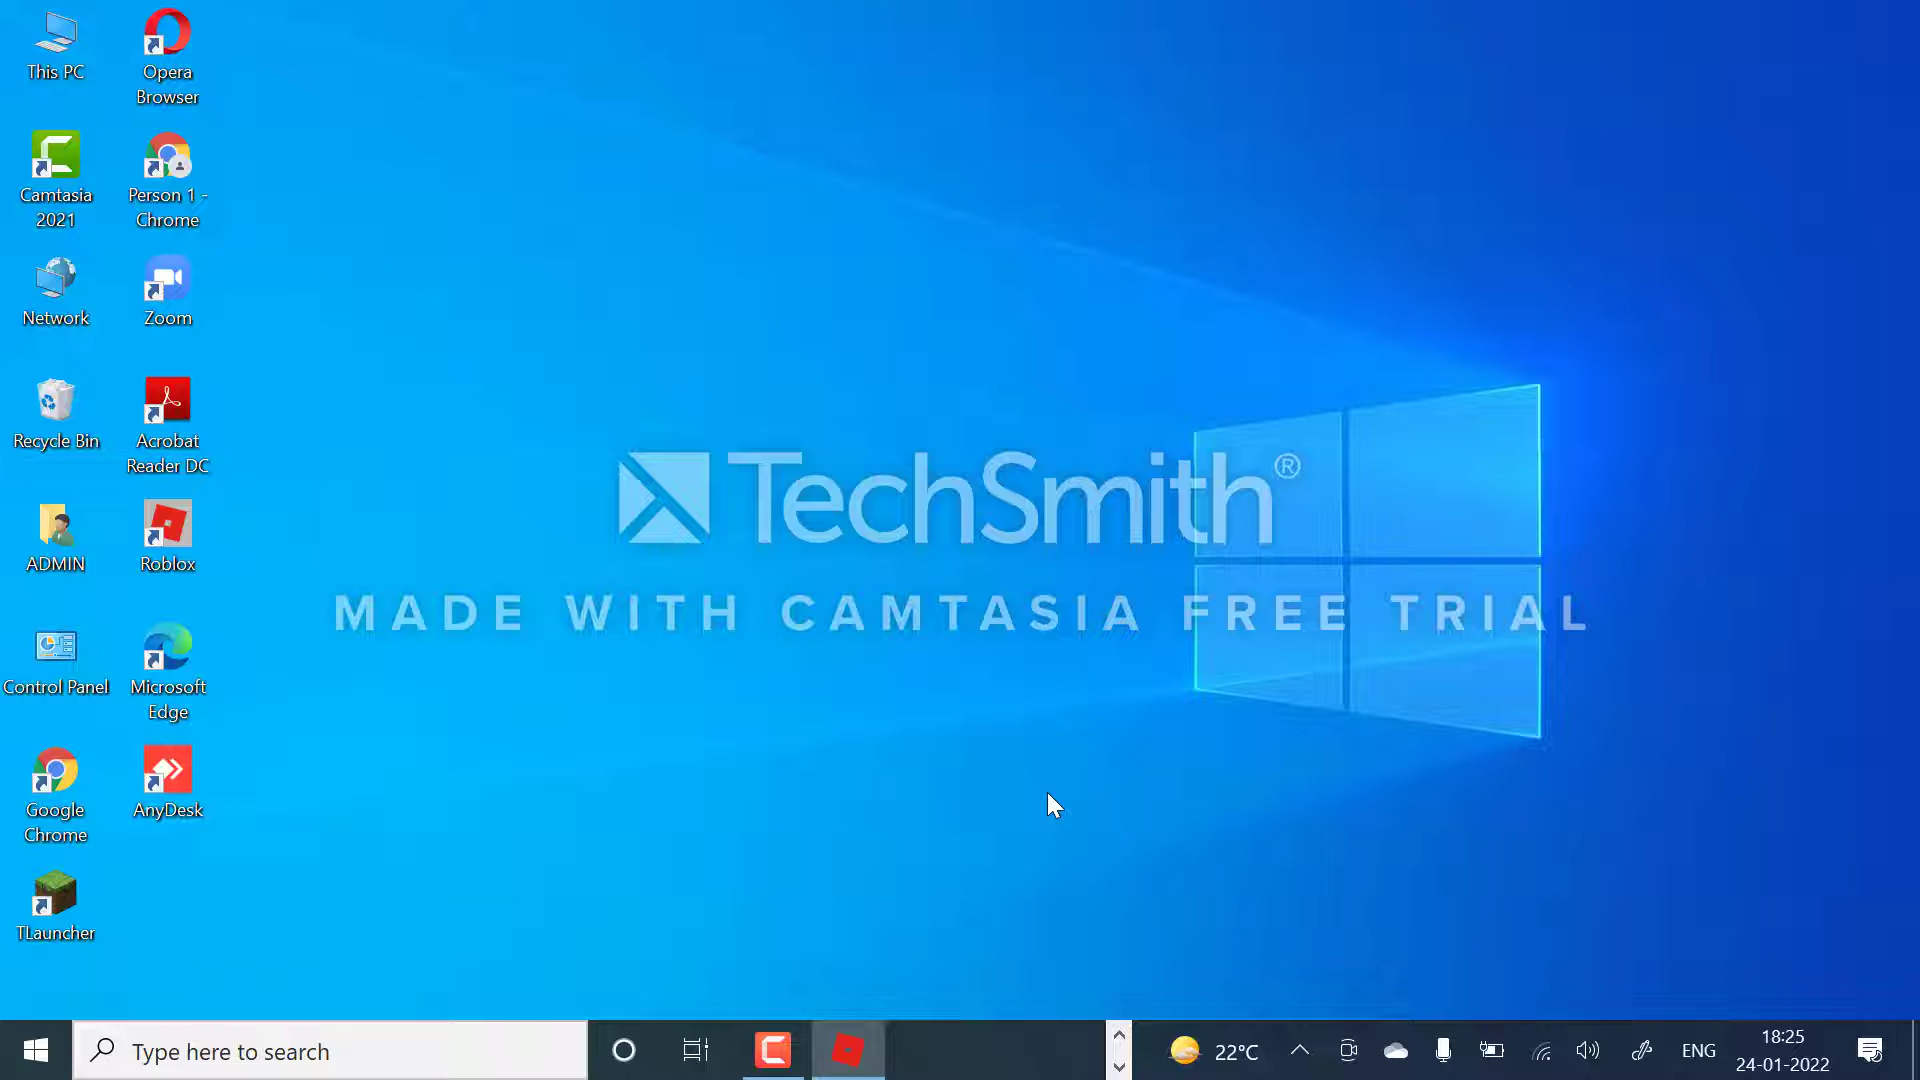 This PC
Opera
Browser
Camtasia
2021
Person 1 -
Chrome
Network
Zoom
Recycle Bin
Acrobat
Reader DC
ADMIN
Roblox
Control Panel
Microsoft
Edge
Google
Chrome
AnyDesk
TLauncher
TechSmith®
MADE WITH CAMTASIA FREE TRIAL
Type here to search
22°C
ENG
18:25
24-01-2022